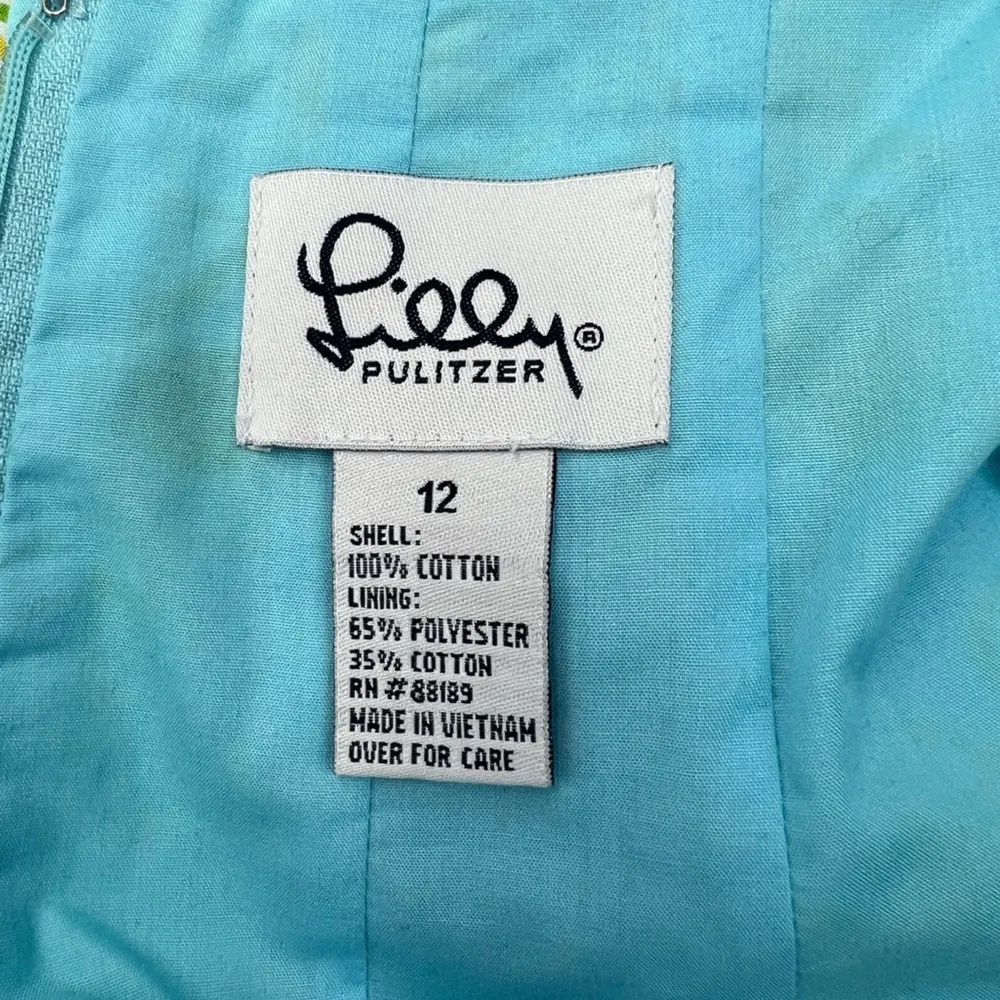 Lilly®
PULITZER
12
SHELL:
100% COTTON
LINING:
65% POLYESTER
35% COTTON
RN #88189
MADE IN VIETNAM
OVER FOR CARE